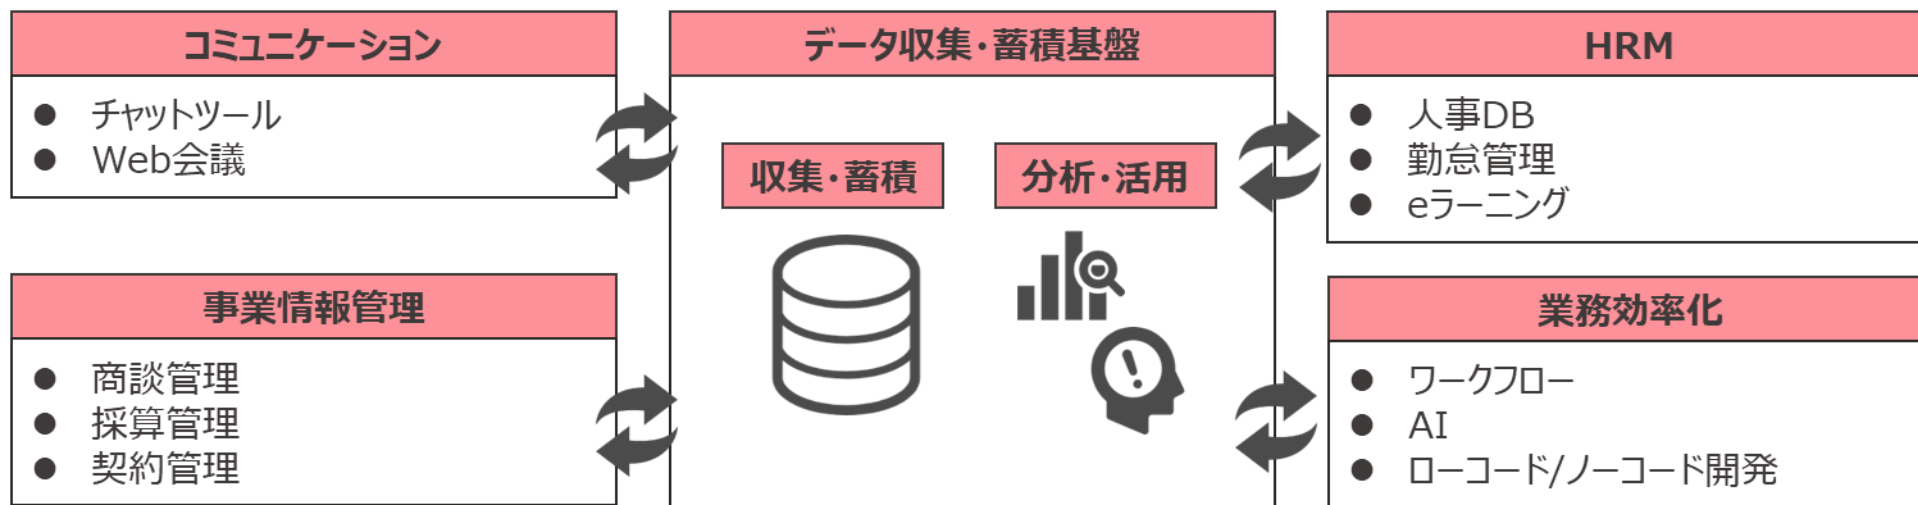 コミュニケーション
● チャットツール
● Web会議
事業情報管理
● 商談管理
● 採算管理
● 契約管理
データ収集・蓄積基盤
収集・蓄積
分析・活用
HRM
● 人事DB
● 勤怠管理
● eラーニング
業務効率化
● ワークフロー
● AI
● ローコード/ノーコード開発